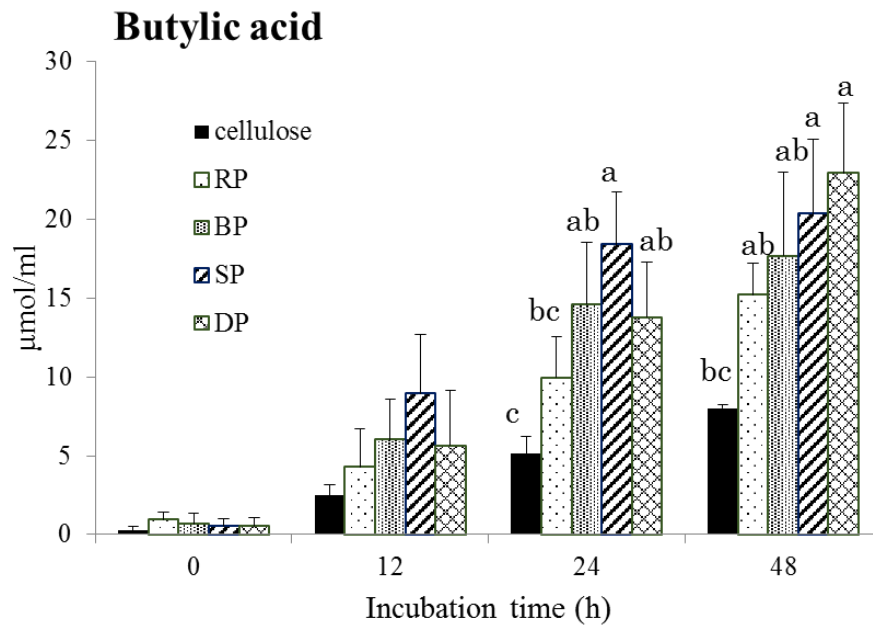 Butylic acid
30
25
20
15
10
5
0
µmol/ml
cellulose
RP
BP
SP
DP
c
bc
ab
a
ab
bc
ab
ab
a
a
0
12
24
48
Incubation time (h)